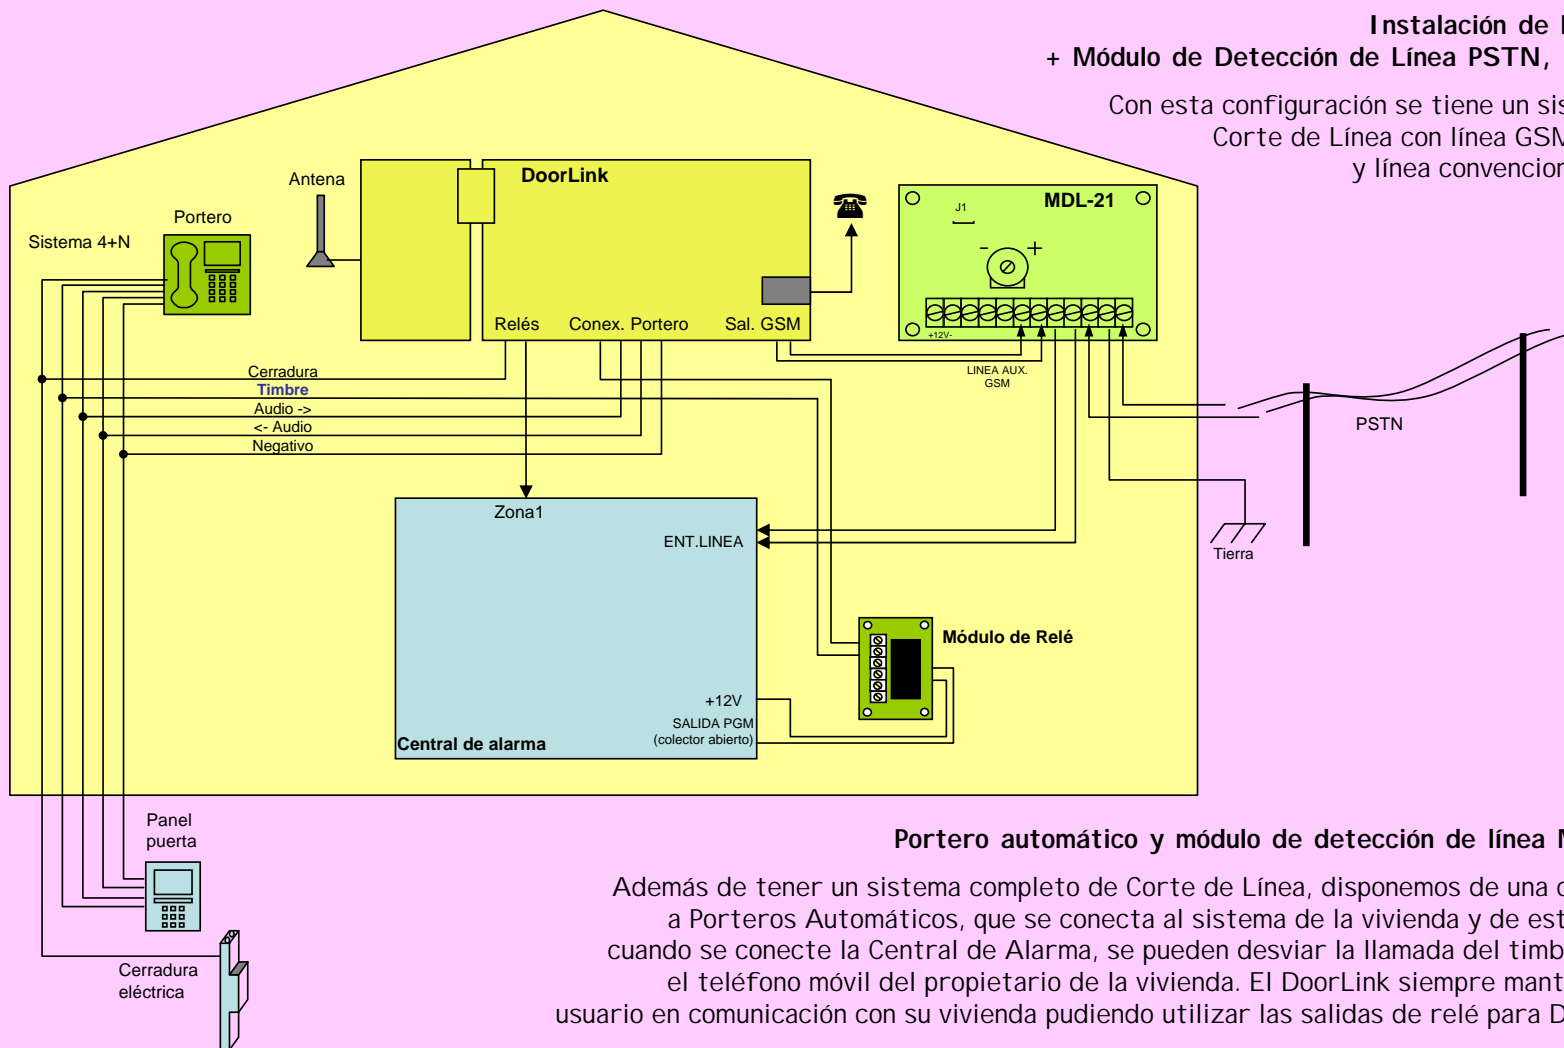 Instalación de
+ Módulo de Detección de Línea PSTN,
Con esta configuración se tiene un
Corte de Línea con línea GSM
y línea
Antena
DoorLink
MDL-21
J1
- +
Portero
Sistema 4+N
Relés Conex. Portero Sal. GSM
+12V-
LINEA AUX.
GSM
Cerradura
Timbre
Audio ->
<- Audio
Negativo
PSTN
Zona1
ENT.LINEA
Tierra
Módulo de Relé
+12V
SALIDA PGM
(colector abierto)
Central de alarma
Panel
puerta
Portero automático y módulo de detección de línea
Además de tener un sistema completo de Corte de Línea, disponemos de una
a Porteros Automáticos, que se conecta al sistema de la vivienda y de
cuando se conecte la Central de Alarma, se pueden desviar la llamada del
el teléfono móvil del propietario de la vivienda. El DoorLink siempre
usuario en comunicación con su vivienda pudiendo utilizar las salidas de relé para
Cerradura
eléctrica